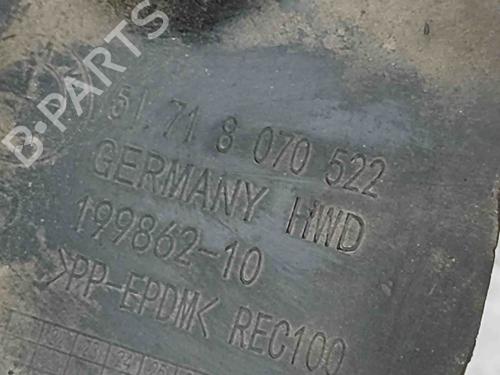 B-PARTS
51.71 8 070 522
GERMANY HWD
199862-10
>PP-EPDM< REC100